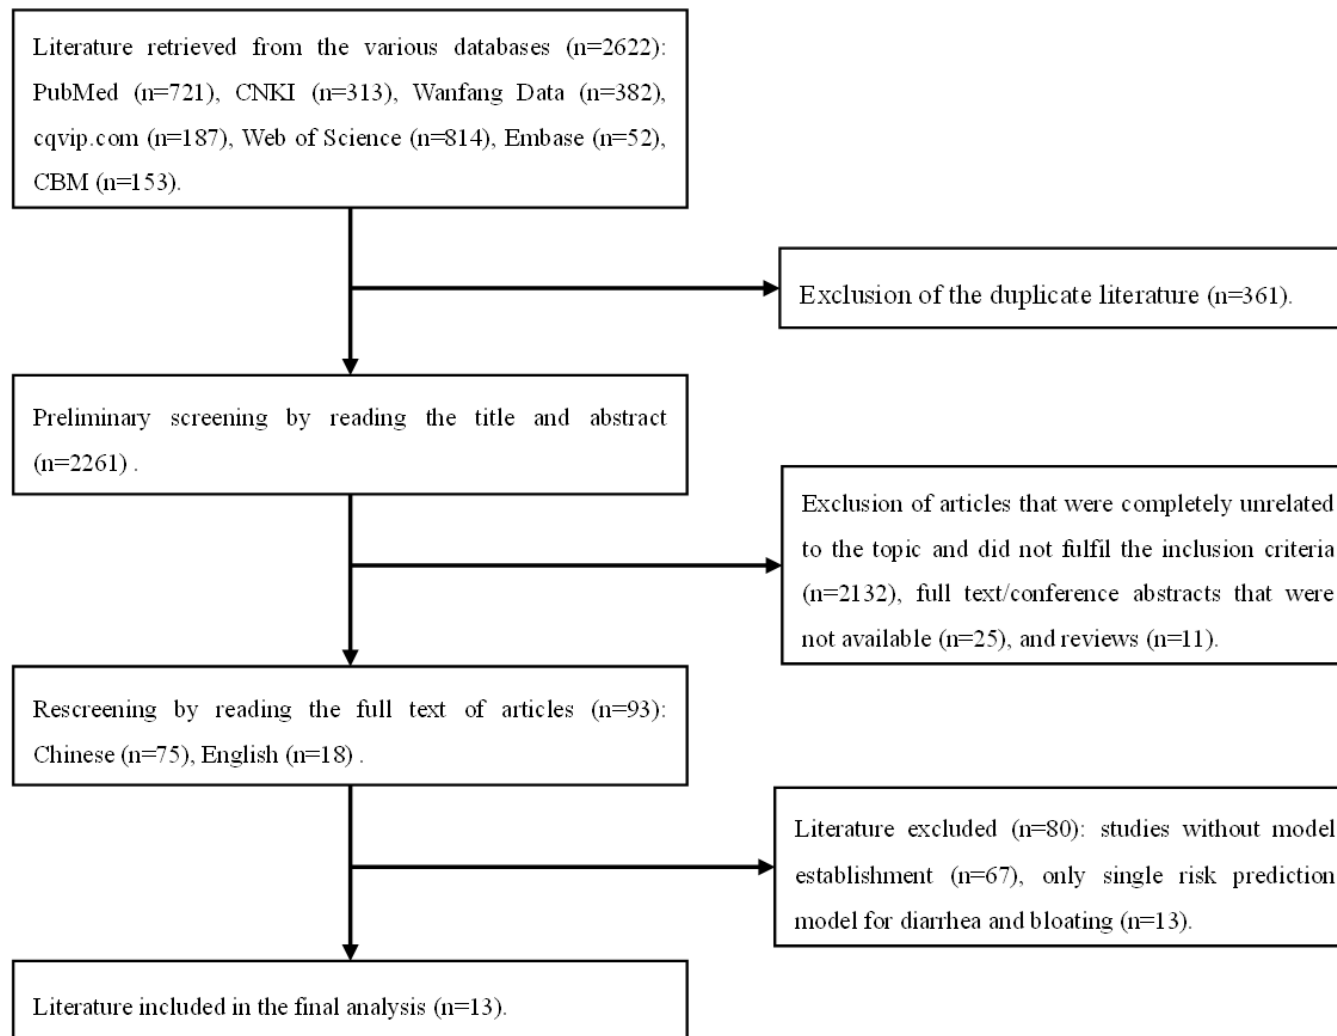 Literature retrieved from the various databases (n=2622):
PubMed (n=721), CNKI (n=313), Wanfang Data (n=382),
cqvip.com (n=187), Web of Science (n=814), Embase (n=52),
CBM (n=153).
Exclusion of the duplicate literature (n=361).
Preliminary screening by reading the title and abstract
(n=2261) .
Exclusion of articles that were completely unrelated
to the topic and did not fulfil the inclusion criteria
(n=2132), full text/conference abstracts that were
not available (n=25), and reviews (n=11).
Rescreening by reading the full text of articles (n=93):
Chinese (n=75), English (n=18) .
Literature excluded (n=80): studies without model
establishment (n=67), only single risk prediction
model for diarrhea and bloating (n=13).
Literature included in the final analysis (n=13).